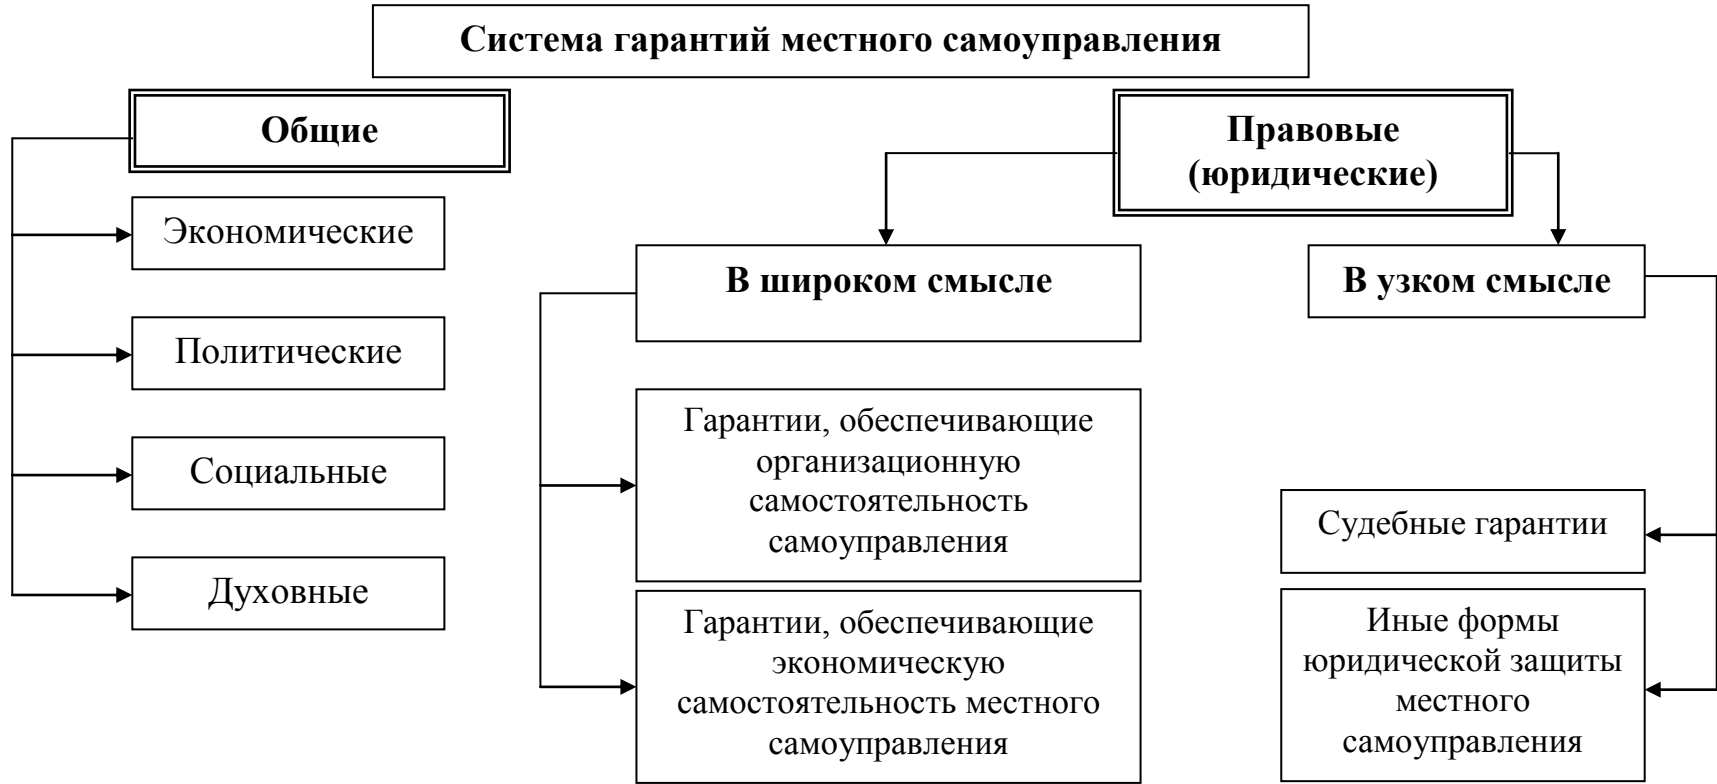 Система гарантий местного самоуправления
Общие
Экономические
Политические
Социальные
Духовные
Правовые
(юридические)
В широком смысле
Гарантии, обеспечивающие
организационную
самостоятельность
самоуправления
Гарантии, обеспечивающие
экономическую
самостоятельность местного
самоуправления
В узком смысле
Судебные гарантии
Иные формы
юридической защиты
местного
самоуправления